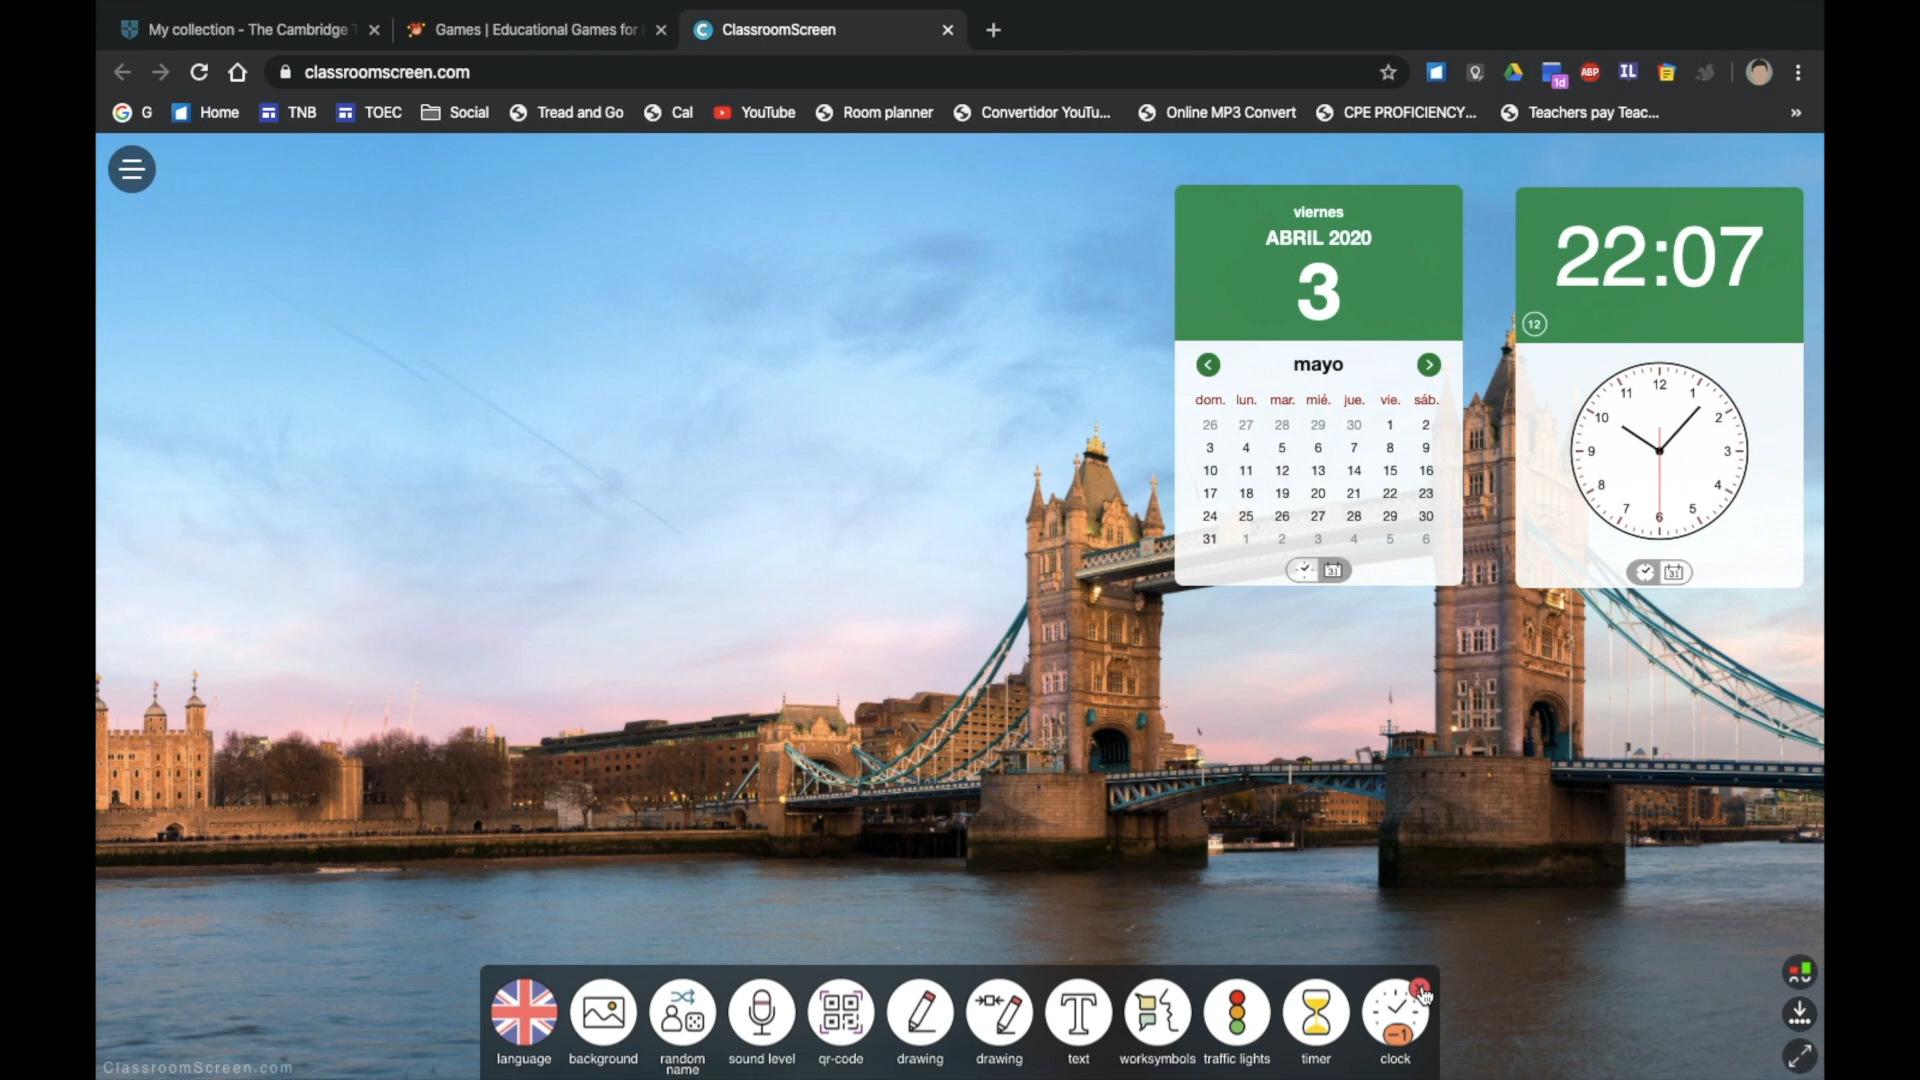 My collection - The Cambridge T
Games | Educational Games for
ClassroomScreen
classroomscreen.com
1d
ABP
IL
G
Home
TNB
TOEC
Social
Tread and Go
Cal
YouTube
Room planner
Convertidor YouTu...
Online MP3 Convert
CPE PROFICIENCY...
Teachers pay Teac...
»
viernes
ABRIL 2020
3
mayo
dom. lun. mar. mié. jue. vie. sáb.
26 27 28 29 30 1 2
3 4 5 6 7 8 9
10 11 12 13 14 15 16
17 18 19 20 21 22 23
24 25 26 27 28 29 30
31 1 2 3 4 5 6
31
22:07
12
12 1 2 3 4 5 6 7 8 9 10 11
31
T
-1
language
background
random name
sound level
qr-code
drawing
drawing
text
worksymbols
traffic lights
timer
clock
ClassroomScreen.com